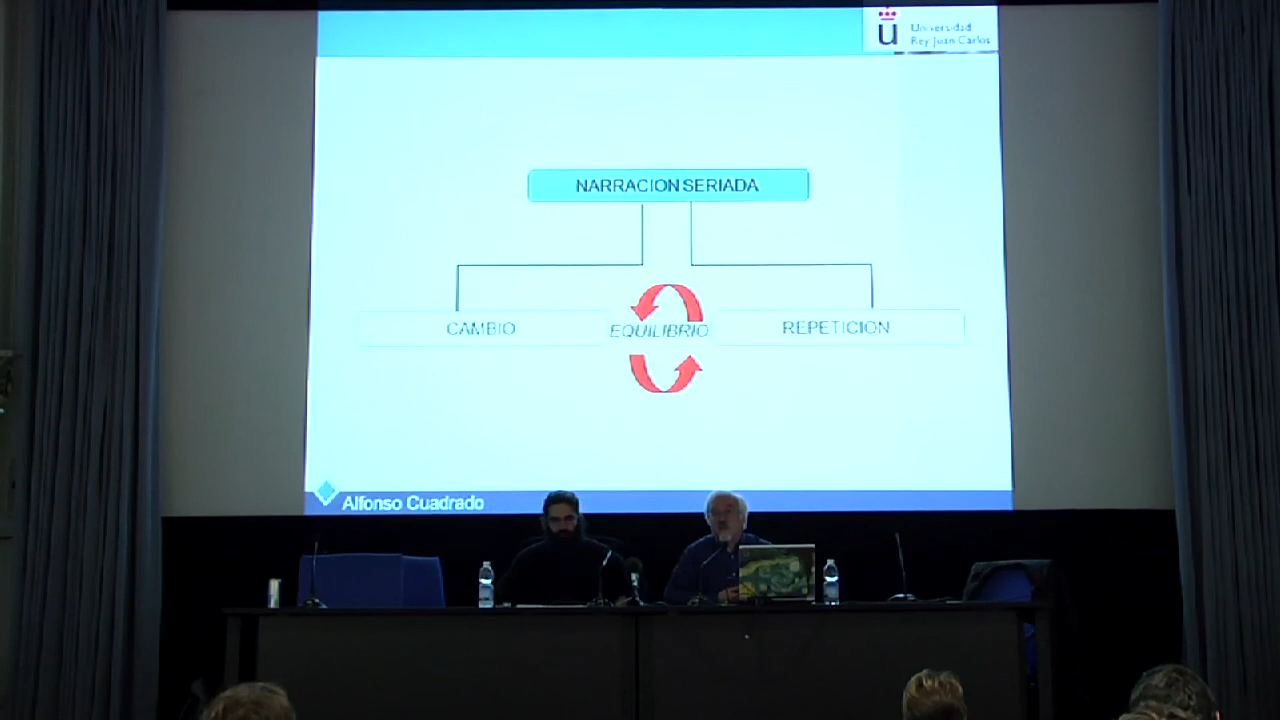 Universidad
Rey Juan Carlos
NARRACION SERIADA
CAMBIO
EQUILIBRIO
REPETICION
Alfonso Cuadrado